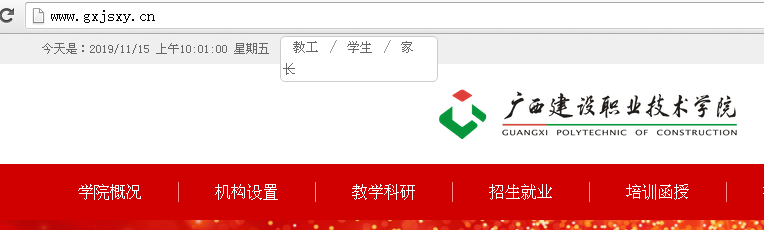 www.gxjsxy.cn
今天是：2019/11/15 上午10:01:00 星期五
教工 / 学生 / 家
长
广西建设职业技术学院
GUANGXI POLYTECHNIC OF CONSTRUCTION
学院概况 机构设置 教学科研 招生就业 培训函授